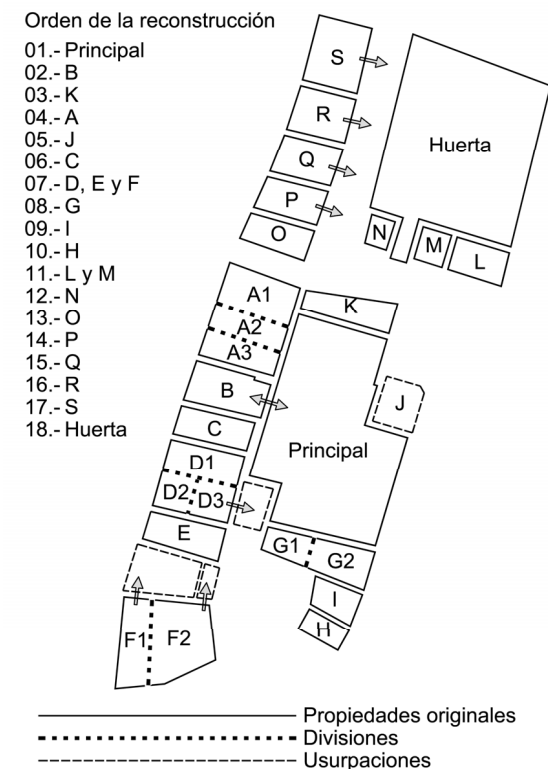 Orden de la reconstrucción
01.- Principal
02.- B
03.- K
04.- A
05.- J
06.- C
07.- D, E y F
08.- G
09.- I
10.- H
11.- L y M
12.- N
13.- O
14.- P
15.- Q
16.- R
17.- S
18.- Huerta
S
R
Huerta
Q
P
N
M
L
O
A1
K
A2
A3
B
J
C
Principal
D1
D2
D3
E
G1
G2
I
H
F1
F2
Propiedades originales
Divisiones
Usurpaciones